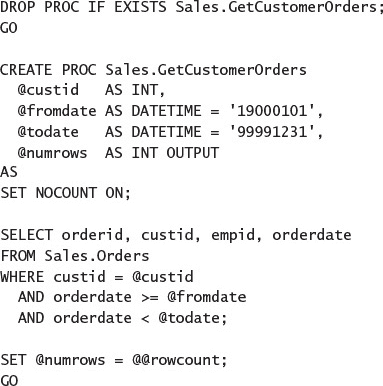 DROP PROC IF EXISTS Sales.GetCustomerOrders;
GO
CREATE PROC Sales.GetCustomerOrders
  @custid   AS INT,
  @fromdate AS DATETIME = '19000101',
  @todate   AS DATETIME = '99991231',
  @numrows  AS INT OUTPUT
AS
SET NOCOUNT ON;
SELECT orderid, custid, empid, orderdate
FROM Sales.Orders
WHERE custid = @custid
  AND orderdate >= @fromdate
  AND orderdate < @todate;
SET @numrows = @@rowcount;
GO